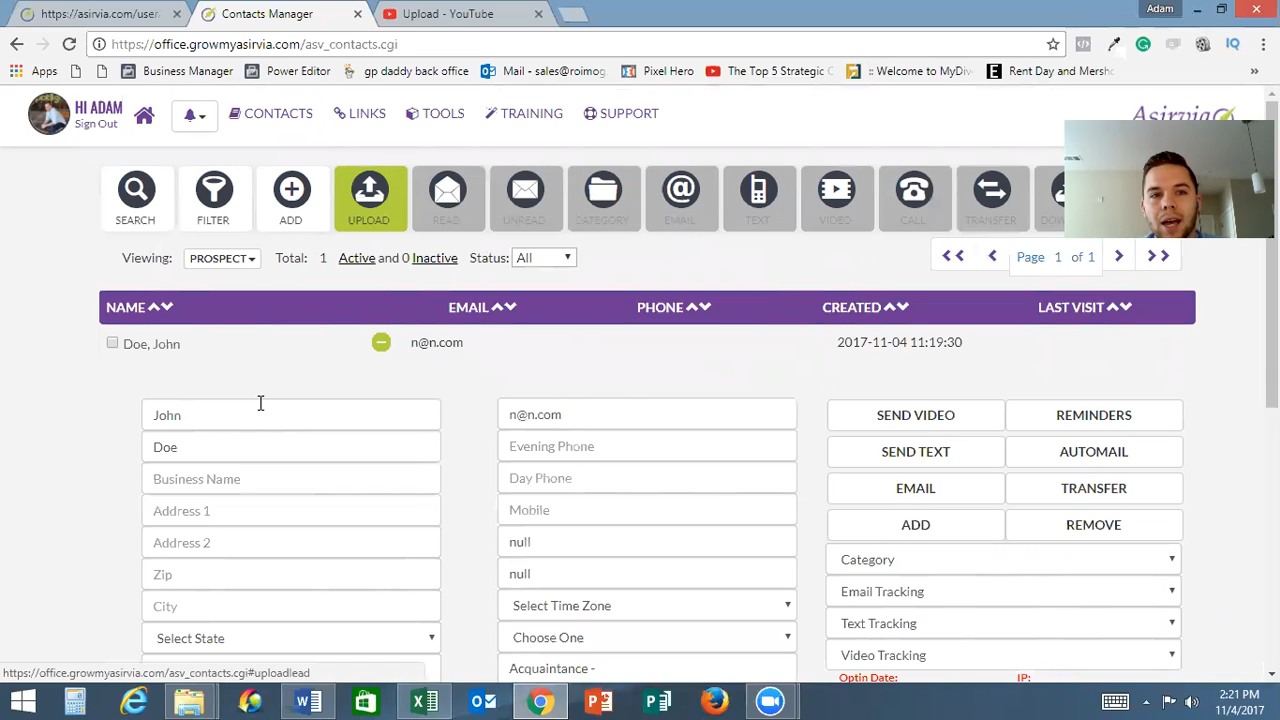 https://asirvia.com/user
Contacts Manager
Upload - YouTube
Adam
https://office.growmyasirvia.com/asv_contacts.cgi
Apps
Business Manager
Power Editor
gp daddy back office
Mail - sales@roimog
Pixel Hero
The Top 5 Strategic C
:: Welcome to MyDiv
Rent Day and Mersho
HI ADAM
Sign Out
CONTACTS
LINKS
TOOLS
TRAINING
SUPPORT
Asirvia
SEARCH
FILTER
ADD
UPLOAD
READ
UNREAD
CATEGORY
EMAIL
TEXT
VIDEO
CALL
TRANSFER
Viewing: PROSPECT Total: 1 Active and 0 Inactive Status: All
Page 1 of 1
NAME EMAIL PHONE CREATED LAST VISIT
Doe, John n@n.com 2017-11-04 11:19:30
John n@n.com SEND VIDEO REMINDERS
Doe Evening Phone SEND TEXT AUTOMAIL
Business Name Day Phone EMAIL TRANSFER
Address 1 Mobile ADD REMOVE
Address 2 null Category
Zip null Email Tracking
City Select Time Zone Text Tracking
Select State Choose One Video Tracking
Acquaintance -
Optin Date: IP:
https://office.growmyasirvia.com/asv_contacts.cgi#uploadlead
2:21 PM
11/4/2017